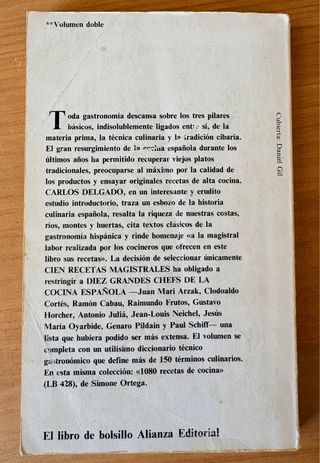 **Volumen doble
Toda gastronomía descansa sobre los tres pilares
básicos, indisolublemente ligados entre sí, de la
materia prima, la técnica culinaria y la tradición cibaria.
El gran resurgimiento de la cocina española durante los
últimos años ha permitido recuperar viejos platos
tradicionales, preocuparse al máximo por la calidad
de los productos y ensayar originales recetas de alta cocina.
CARLOS DELGADO, en un interesante y erudito
estudio introductorio, traza un esbozo de la historia
culinaria española, resalta la riqueza de nuestras costas,
ríos, montes y huertas, cita textos clásicos de la
gastronomía hispánica y rinde homenaje «a la magistral
labor realizada por los cocineros que ofrecen en este
libro sus recetas». La decisión de seleccionar únicamente
CIEN RECETAS MAGISTRALES ha obligado a
restringir a DIEZ GRANDES CHEFS DE LA
COCINA ESPAÑOLA —Juan Mari Arzak, Clodoaldo
Cortés, Ramón Cabau, Raimundo Frutos, Gustavo
Horcher, Antonio Juliá, Jean-Louis Neichel, Jesús
María Oyarbide, Genaro Pildain y Paul Schiff— una
lista que hubiera podido ser más extensa. El volumen se
completa con un utilísimo diccionario técnico
gastronómico que define más de 150 términos culinarios.
En esta misma colección: «1080 recetas de cocina»
(LB 428), de Simone Ortega.
El libro de bolsillo Alianza Editorial
Cubierta: Daniel Gil